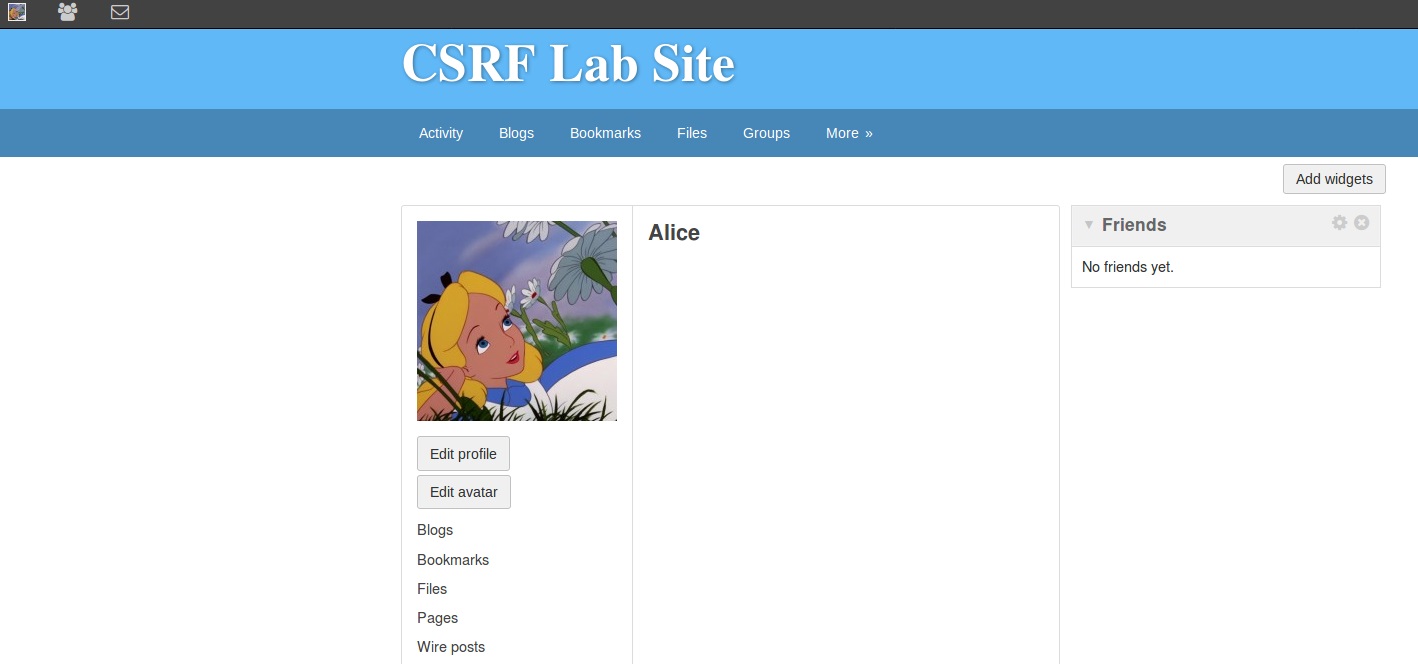 CSRF Lab Site
Activity Blogs Bookmarks Files Groups More »
Add widgets
Alice
Edit profile
Edit avatar
Blogs
Bookmarks
Files
Pages
Wire posts
Friends
No friends yet.